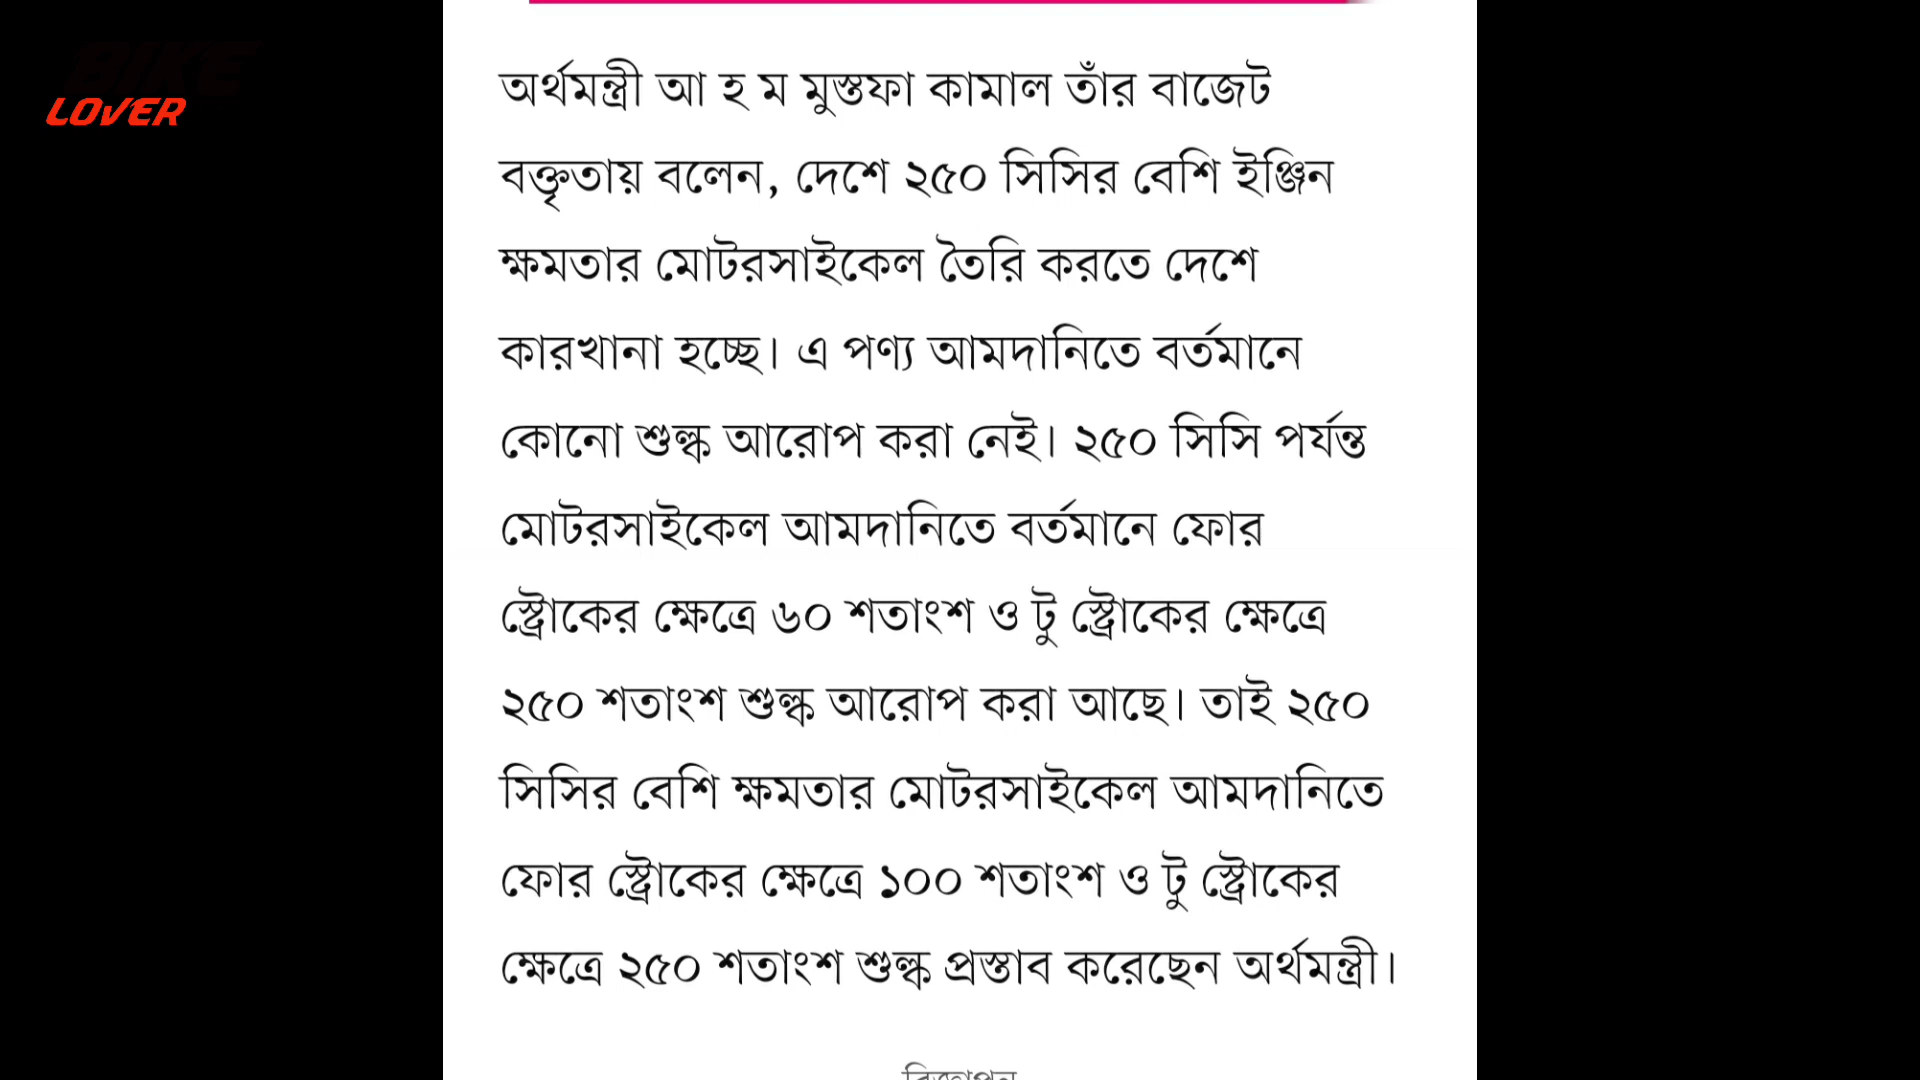 BIKE
LOVER
অর্থমন্ত্রী আ হ ম মুস্তফা কামাল তাঁর বাজেট
বক্তৃতায় বলেন, দেশে ২৫০ সিসির বেশি ইঞ্জিন
ক্ষমতার মোটরসাইকেল তৈরি করতে দেশে
কারখানা হচ্ছে। এ পণ্য আমদানিতে বর্তমানে
কোনো শুল্ক আরোপ করা নেই। ২৫০ সিসি পর্যন্ত
মোটরসাইকেল আমদানিতে বর্তমানে ফোর
স্ট্রোকের ক্ষেত্রে ৬০ শতাংশ ও টু স্ট্রোকের ক্ষেত্রে
২৫০ শতাংশ শুল্ক আরোপ করা আছে। তাই ২৫০
সিসির বেশি ক্ষমতার মোটরসাইকেল আমদানিতে
ফোর স্ট্রোকের ক্ষেত্রে ১০০ শতাংশ ও টু স্ট্রোকের
ক্ষেত্রে ২৫০ শতাংশ শুল্ক প্রস্তাব করেছেন অর্থমন্ত্রী।
বিজ্ঞাপন